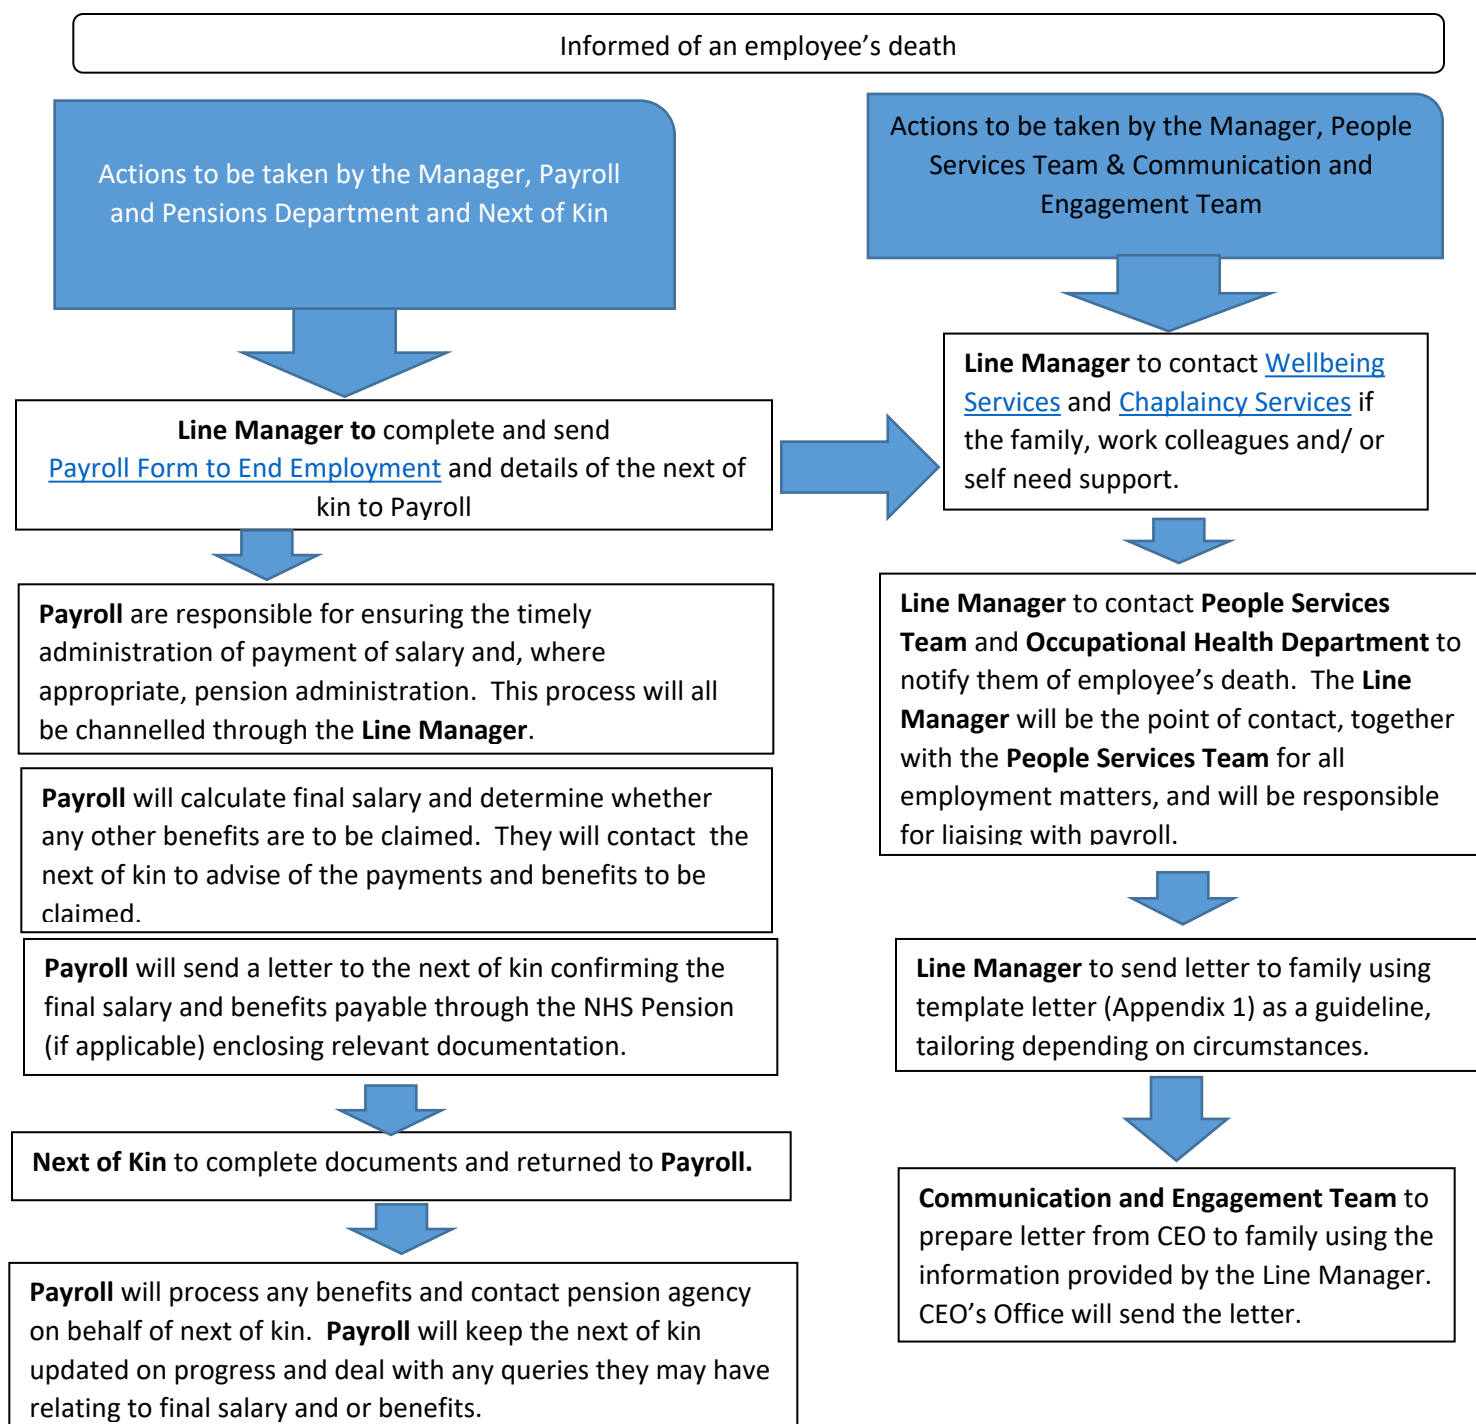 Informed of an employee’s death
Actions to be taken by the Manager, Payroll
and Pensions Department and Next of Kin
Line Manager to complete and send
Payroll Form to End Employment and details of the next of
kin to Payroll
Payroll are responsible for ensuring the timely
administration of payment of salary and, where
appropriate, pension administration.  This process will all
be channelled through the Line Manager.
Payroll will calculate final salary and determine whether
any other benefits are to be claimed.  They will contact  the
next of kin to advise of the payments and benefits to be
claimed.
Payroll will send a letter to the next of kin confirming the
final salary and benefits payable through the NHS Pension
(if applicable) enclosing relevant documentation.
Next of Kin to complete documents and returned to Payroll.
Payroll will process any benefits and contact pension agency
on behalf of next of kin.  Payroll will keep the next of kin
updated on progress and deal with any queries they may have
relating to final salary and or benefits.
Actions to be taken by the Manager, People
Services Team & Communication and
Engagement Team
Line Manager to contact Wellbeing
Services and Chaplaincy Services if
the family, work colleagues and/ or
self need support.
Line Manager to contact People Services
Team and Occupational Health Department to
notify them of employee’s death.  The Line
Manager will be the point of contact, together
with the People Services Team for all
employment matters, and will be responsible
for liaising with payroll.
Line Manager to send letter to family using
template letter (Appendix 1) as a guideline,
tailoring depending on circumstances.
Communication and Engagement Team to
prepare letter from CEO to family using the
information provided by the Line Manager.
CEO’s Office will send the letter.